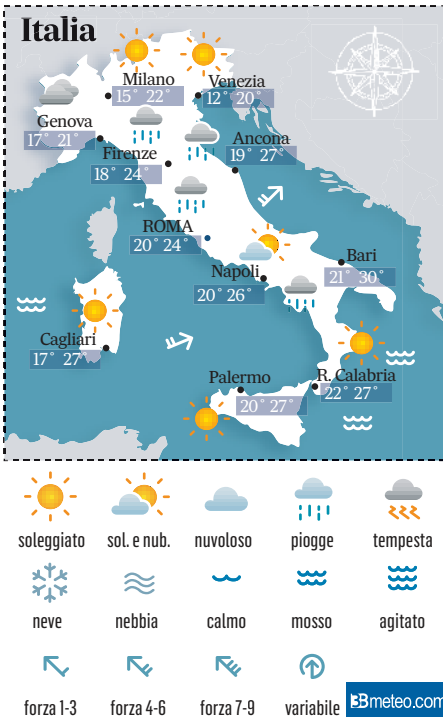 Italia
Milano
15° 22°
Venezia
12° 20°
Genova
17° 21°
Ancona
19° 27°
Firenze
18° 24°
ROMA
20° 24°
Bari
21° 30°
Napoli
20° 26°
Cagliari
17° 27°
Palermo
20° 27°
R. Calabria
22° 27°
soleggiato sol. e nub. nuvoloso piogge tempesta
neve nebbia calmo mosso agitato
forza 1-3 forza 4-6 forza 7-9 variabile
3Bmeteo.com